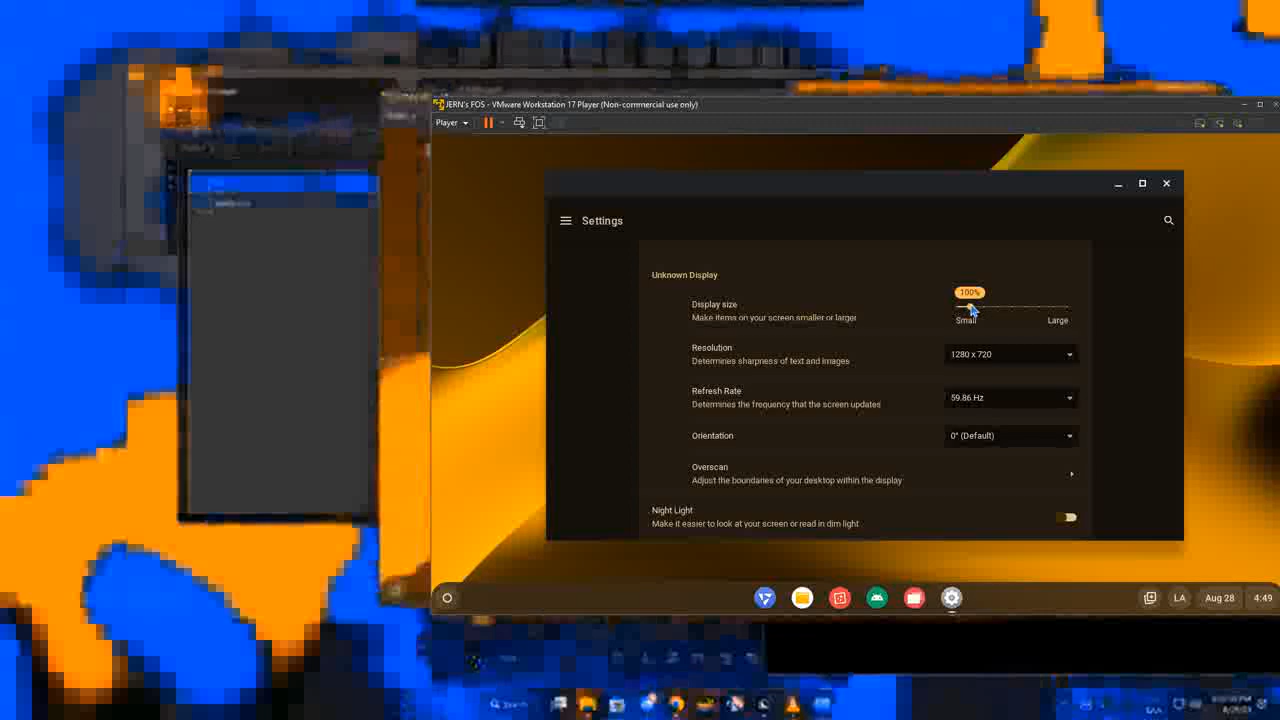 JERN's FOS - VMware Workstation 17 Player (Non-commercial use only)
Player
Settings
Unknown Display
100%
Display size
Make items on your screen smaller or larger
Small
Large
Resolution
Determines sharpness of text and images
1280 x 720
Refresh Rate
Determines the frequency that the screen updates
59.86 Hz
Orientation
0° (Default)
Overscan
Adjust the boundaries of your desktop within the display
Night Light
Make it easier to look at your screen or read in dim light
LA
Aug 28
4:49